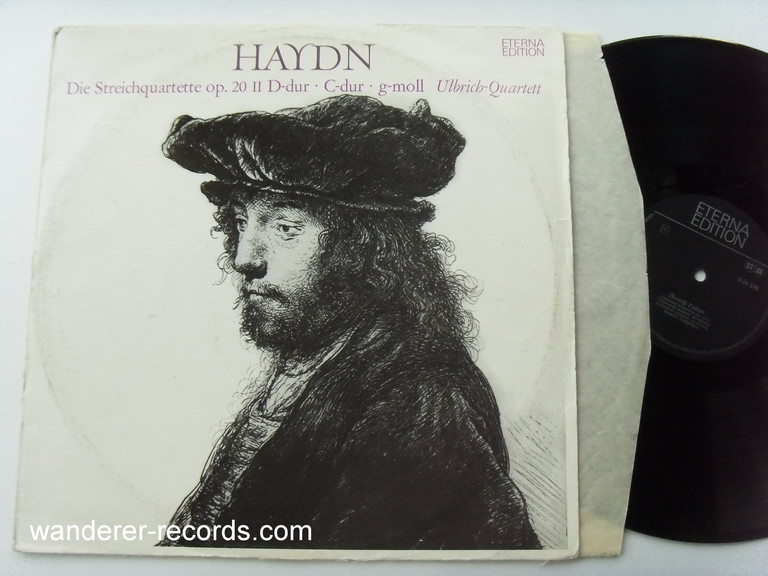 HAYDN
ETERNA
EDITION
Die Streichquartette op. 20 II D-dur · C-dur · g-moll Ulbrich-Quartett
ETERNA
EDITION
wanderer-records.com